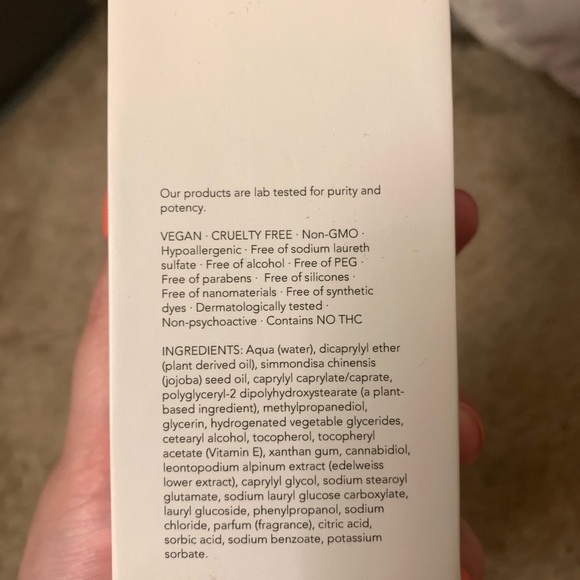 Our products are lab tested for purity and
potency.
VEGAN · CRUELTY FREE · Non-GMO ·
Hypoallergenic · Free of sodium laureth
sulfate · Free of alcohol · Free of PEG ·
Free of parabens · Free of silicones ·
Free of nanomaterials · Free of synthetic
dyes · Dermatologically tested ·
Non-psychoactive · Contains NO THC
INGREDIENTS: Aqua (water), dicaprylyl ether
(plant derived oil), simmondisa chinensis
(jojoba) seed oil, caprylyl caprylate/caprate,
polyglyceryl-2 dipolyhydroxystearate (a plant-
based ingredient), methylpropanediol,
glycerin, hydrogenated vegetable glycerides,
cetearyl alcohol, tocopherol, tocopheryl
acetate (Vitamin E), xanthan gum, cannabidiol,
leontopodium alpinum extract (edelweiss
lower extract), caprylyl glycol, sodium stearoyl
glutamate, sodium lauryl glucose carboxylate,
lauryl glucoside, phenylpropanol, sodium
chloride, parfum (fragrance), citric acid,
sorbic acid, sodium benzoate, potassium
sorbate.